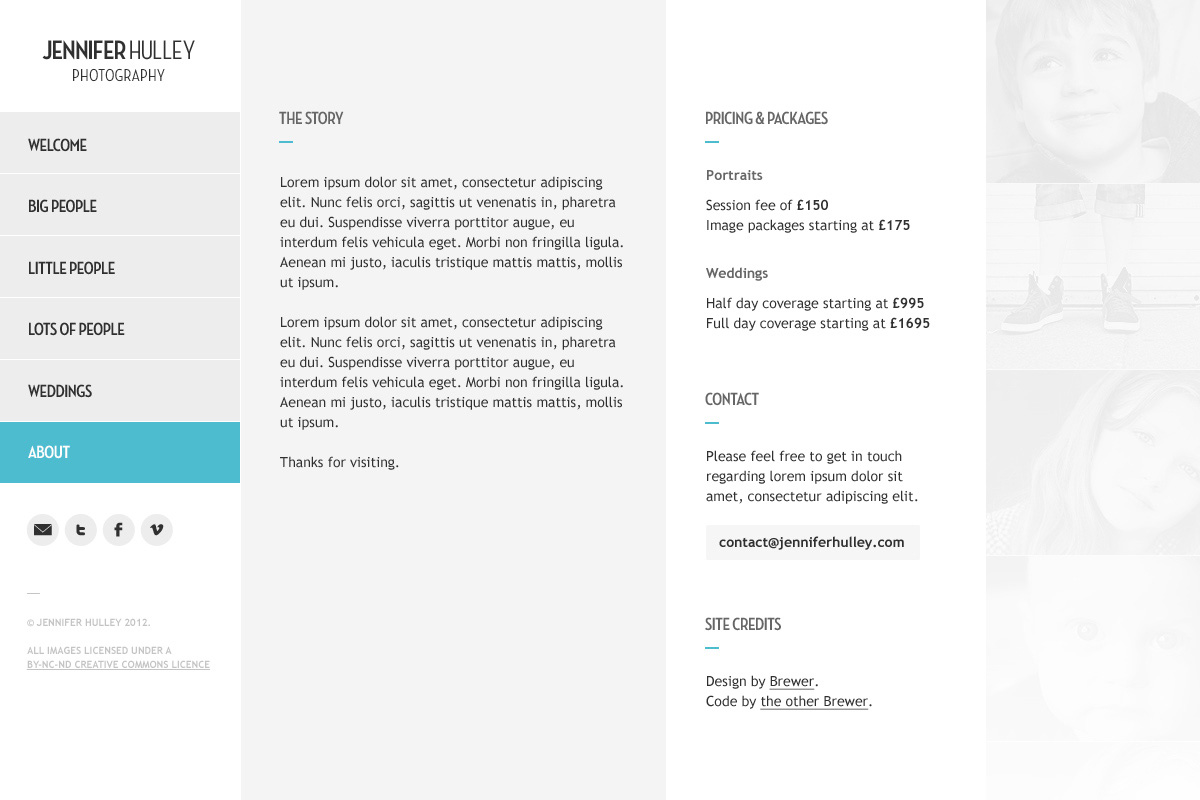 JENNIFER HULLEY
PHOTOGRAPHY
WELCOME
BIG PEOPLE
LITTLE PEOPLE
LOTS OF PEOPLE
WEDDINGS
ABOUT
© JENNIFER HULLEY 2012.
ALL IMAGES LICENSED UNDER A
BY-NC-ND CREATIVE COMMONS LICENCE
THE STORY
Lorem ipsum dolor sit amet, consectetur adipiscing
elit. Nunc felis orci, sagittis ut venenatis in, pharetra
eu dui. Suspendisse viverra porttitor augue, eu
interdum felis vehicula eget. Morbi non fringilla ligula.
Aenean mi justo, iaculis tristique mattis mattis, mollis
ut ipsum.
Lorem ipsum dolor sit amet, consectetur adipiscing
elit. Nunc felis orci, sagittis ut venenatis in, pharetra
eu dui. Suspendisse viverra porttitor augue, eu
interdum felis vehicula eget. Morbi non fringilla ligula.
Aenean mi justo, iaculis tristique mattis mattis, mollis
ut ipsum.
Thanks for visiting.
PRICING & PACKAGES
Portraits
Session fee of £150
Image packages starting at £175
Weddings
Half day coverage starting at £995
Full day coverage starting at £1695
CONTACT
Please feel free to get in touch
regarding lorem ipsum dolor sit
amet, consectetur adipiscing elit.
contact@jenniferhulley.com
SITE CREDITS
Design by Brewer.
Code by the other Brewer.